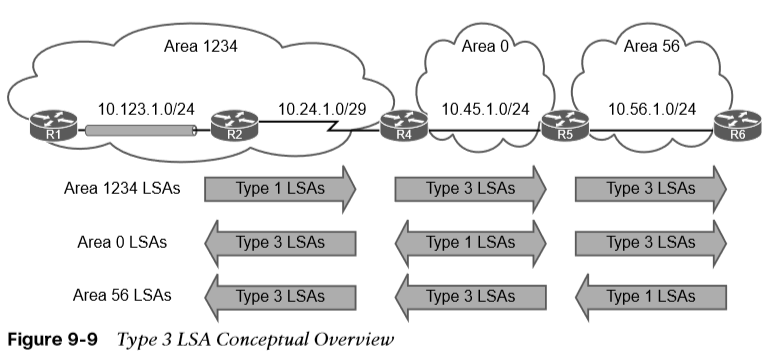 Area 1234 Area 0 Area 56
10.123.1.0/24 10.24.1.0/29 10.45.1.0/24 10.56.1.0/24
R1 R2 R4 R5 R6
Area 1234 LSAs Type 1 LSAs Type 3 LSAs Type 3 LSAs
Area 0 LSAs Type 3 LSAs Type 1 LSAs Type 3 LSAs
Area 56 LSAs Type 3 LSAs Type 3 LSAs Type 1 LSAs
Figure 9-9 Type 3 LSA Conceptual Overview